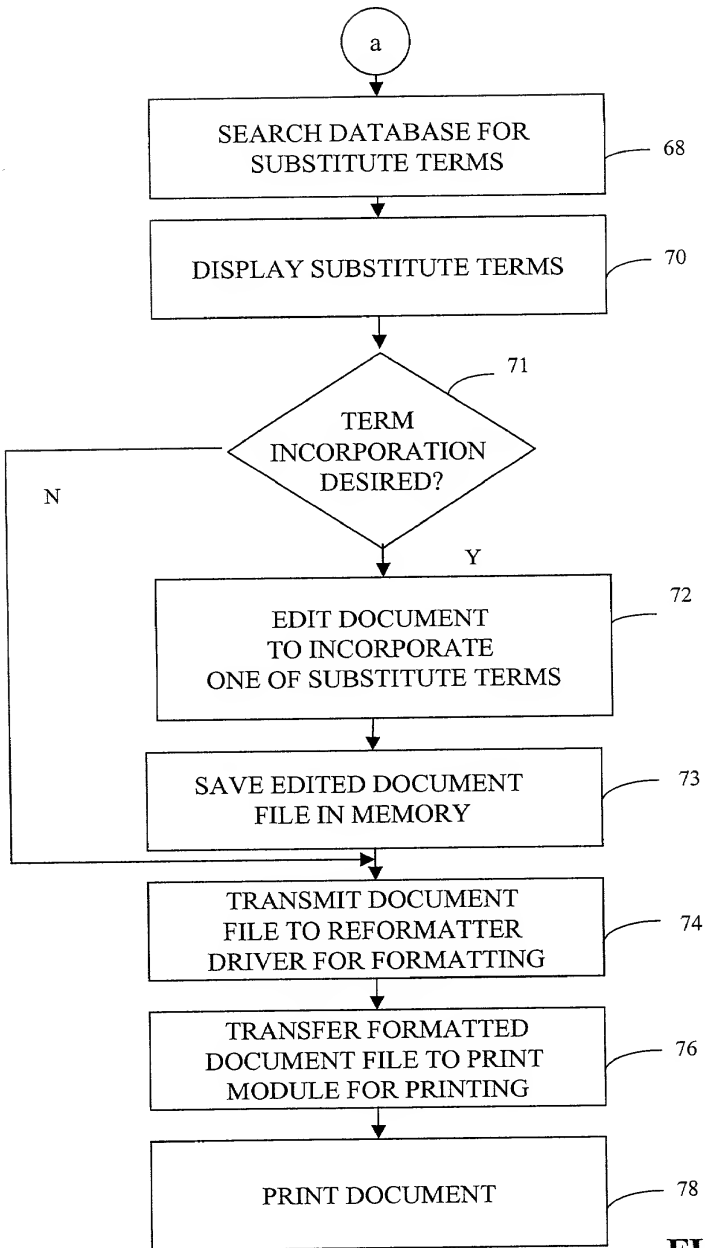 a
SEARCH DATABASE FOR
SUBSTITUTE TERMS
68
DISPLAY SUBSTITUTE TERMS
70
71
TERM
INCORPORATION
DESIRED?
N
Y
EDIT DOCUMENT
TO INCORPORATE
ONE OF SUBSTITUTE TERMS
72
SAVE EDITED DOCUMENT
FILE IN MEMORY
73
TRANSMIT DOCUMENT
FILE TO REFORMATTER
DRIVER FOR FORMATTING
74
TRANSFER FORMATTED
DOCUMENT FILE TO PRINT
MODULE FOR PRINTING
76
PRINT DOCUMENT
78